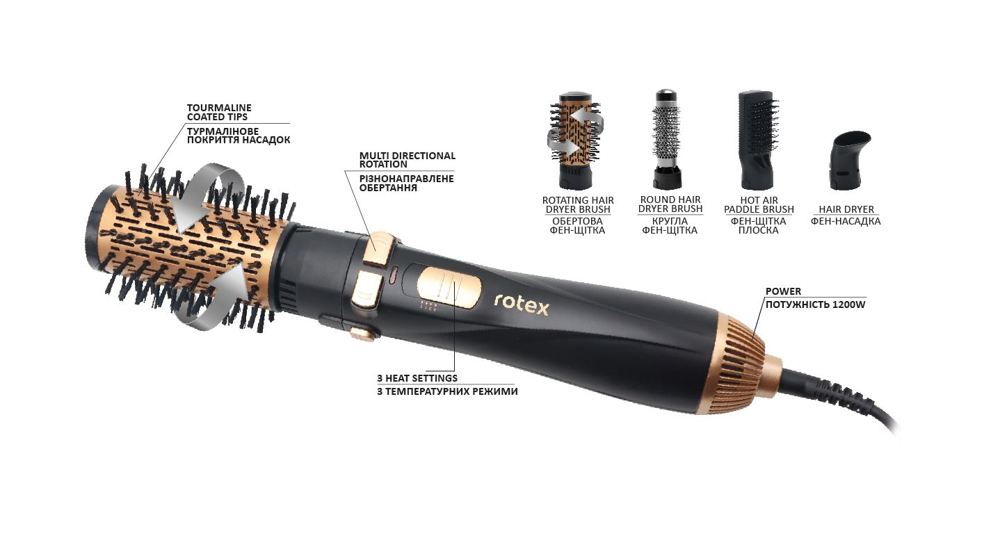 TOURMALINE
COATED TIPS
ТУРМАЛІНОВЕ
ПОКРИТТЯ НАСАДОК
MULTI DIRECTIONAL
ROTATION
РІЗНОНАПРАВЛЕНЕ
ОБЕРТАННЯ
ROTATING HAIR
DRYER BRUSH
ОБЕРТОВА
ФЕН-ЩІТКА
ROUND HAIR
DRYER BRUSH
КРУГЛА
ФЕН-ЩІТКА
HOT AIR
PADDLE BRUSH
ФЕН-ЩІТКА
ПЛОСКА
HAIR DRYER
ФЕН-НАСАДКА
POWER
ПОТУЖНІСТЬ 1200W
rotex
3 HEAT SETTINGS
3 ТЕМПЕРАТУРНИХ РЕЖИМИ